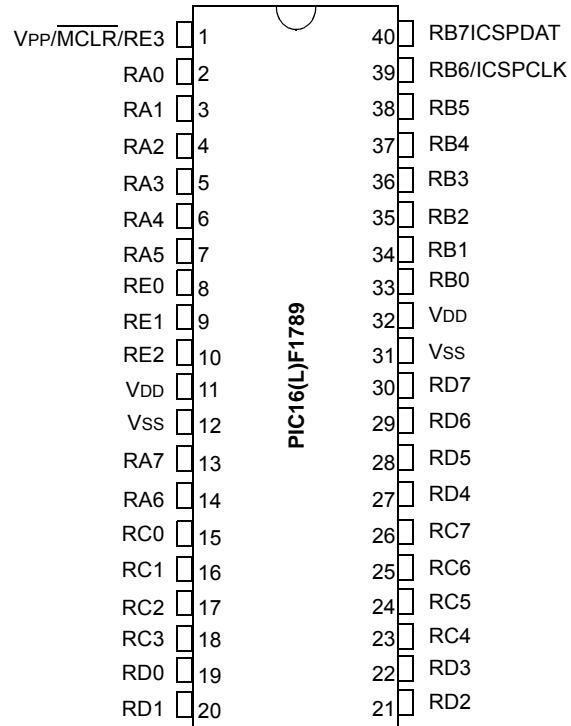 VPP/MCLR/RE3 1 40 RB7ICSPDAT
RA0 2 39 RB6/ICSPCLK
RA1 3 38 RB5
RA2 4 37 RB4
RA3 5 36 RB3
RA4 6 35 RB2
RA5 7 34 RB1
RE0 8 33 RB0
RE1 9 32 VDD
RE2 10 31 VSS
VDD 11 30 RD7
VSS 12 29 RD6
RA7 13 28 RD5
RA6 14 27 RD4
RC0 15 26 RC7
RC1 16 25 RC6
RC2 17 24 RC5
RC3 18 23 RC4
RD0 19 22 RD3
RD1 20 21 RD2
PIC16(L)F1789